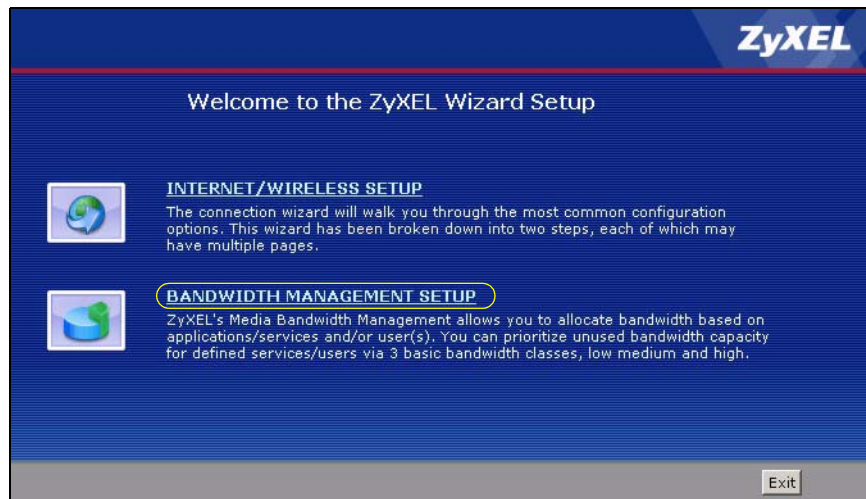 ZyXEL
Welcome to the ZyXEL Wizard Setup
INTERNET/WIRELESS SETUP
The connection wizard will walk you through the most common configuration
options. This wizard has been broken down into two steps, each of which may
have multiple pages.
BANDWIDTH MANAGEMENT SETUP
ZyXEL's Media Bandwidth Management allows you to allocate bandwidth based on
applications/services and/or user(s). You can prioritize unused bandwidth capacity
for defined services/users via 3 basic bandwidth classes, low medium and high.
Exit